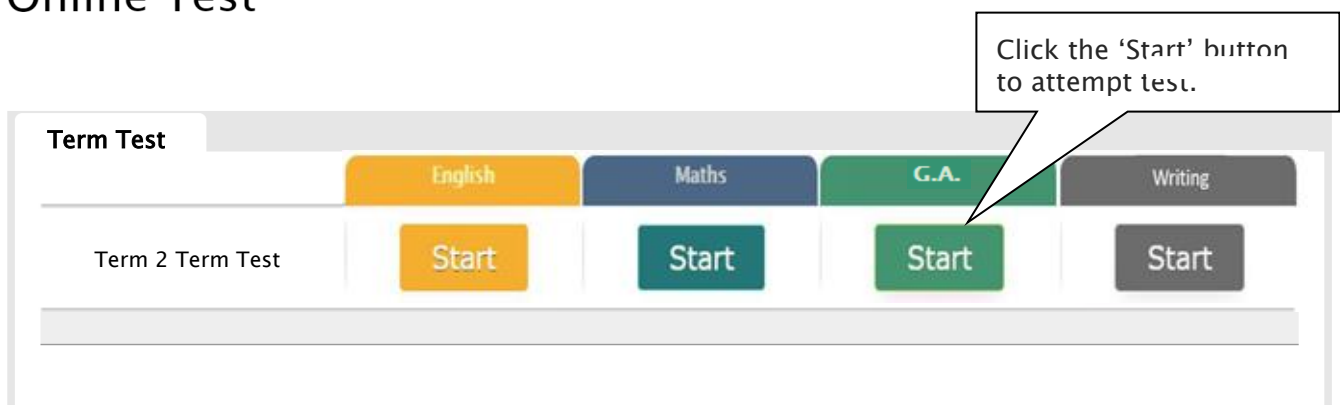 Online Test
Click the ‘Start’ button
to attempt test.
Term Test
English Maths G.A. Writing
Term 2 Term Test Start Start Start Start